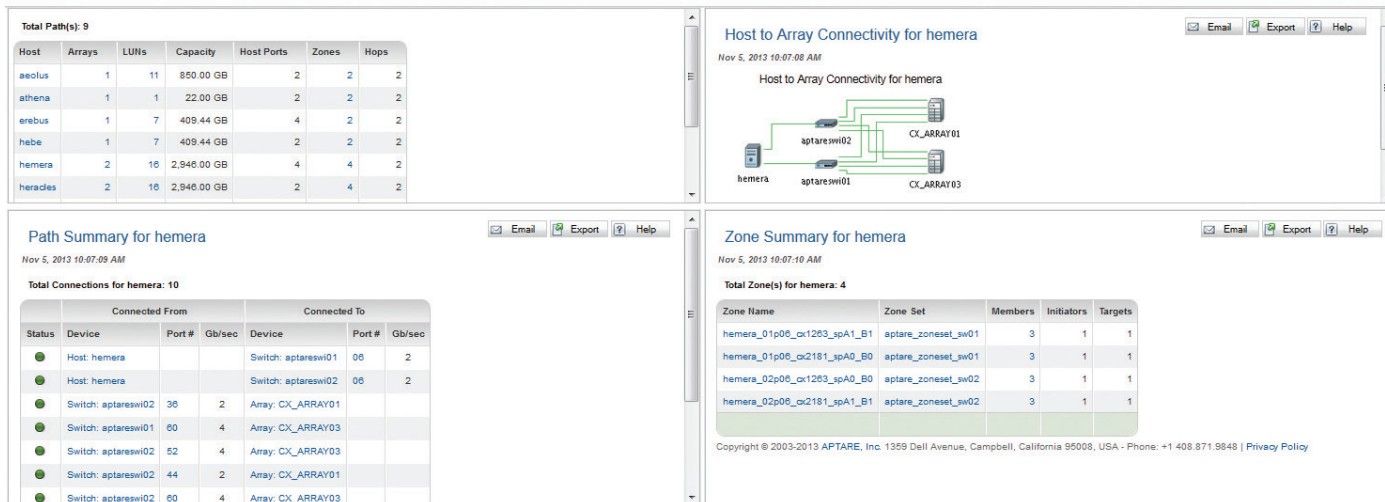 Total Path(s): 9
Host Arrays LUNs Capacity Host Ports Zones Hops
aeolus 1 11 850.00 GB 2 2 2
athena 1 1 22.00 GB 2 2 2
erebus 1 7 409.44 GB 4 2 2
hebe 1 7 409.44 GB 2 2 2
hemera 2 16 2,946.00 GB 4 4 2
heracles 2 16 2,946.00 GB 2 4 2
Email Export ? Help
Host to Array Connectivity for hemera
Nov 5, 2013 10:07:08 AM
Host to Array Connectivity for hemera
aptareswi02
CX_ARRAY01
hemera
aptareswi01
CX_ARRAY03
Email Export ? Help
Path Summary for hemera
Nov 5, 2013 10:07:09 AM
Total Connections for hemera: 10
Connected From Connected To
Status Device Port # Gb/sec Device Port # Gb/sec
Host: hemera Switch: aptareswi01 06 2
Host: hemera Switch: aptareswi02 06 2
Switch: aptareswi02 36 2 Array: CX_ARRAY01
Switch: aptareswi01 60 4 Array: CX_ARRAY03
Switch: aptareswi02 52 4 Array: CX_ARRAY03
Switch: aptareswi02 44 2 Array: CX_ARRAY01
Switch: aptareswi02 60 4 Array: CX_ARRAY03
Email Export ? Help
Zone Summary for hemera
Nov 5, 2013 10:07:10 AM
Total Zone(s) for hemera: 4
Zone Name Zone Set Members Initiators Targets
hemera_01p06_cx1263_spA1_B1 aptare_zoneset_sw01 3 1 1
hemera_01p06_cx2181_spA0_B0 aptare_zoneset_sw01 3 1 1
hemera_02p06_cx1263_spA0_B0 aptare_zoneset_sw02 3 1 1
hemera_02p06_cx2181_spA1_B1 aptare_zoneset_sw02 3 1 1
Copyright © 2003-2013 APTARE, Inc. 1359 Dell Avenue, Campbell, California 95008, USA - Phone: +1 408.871.9848 | Privacy Policy